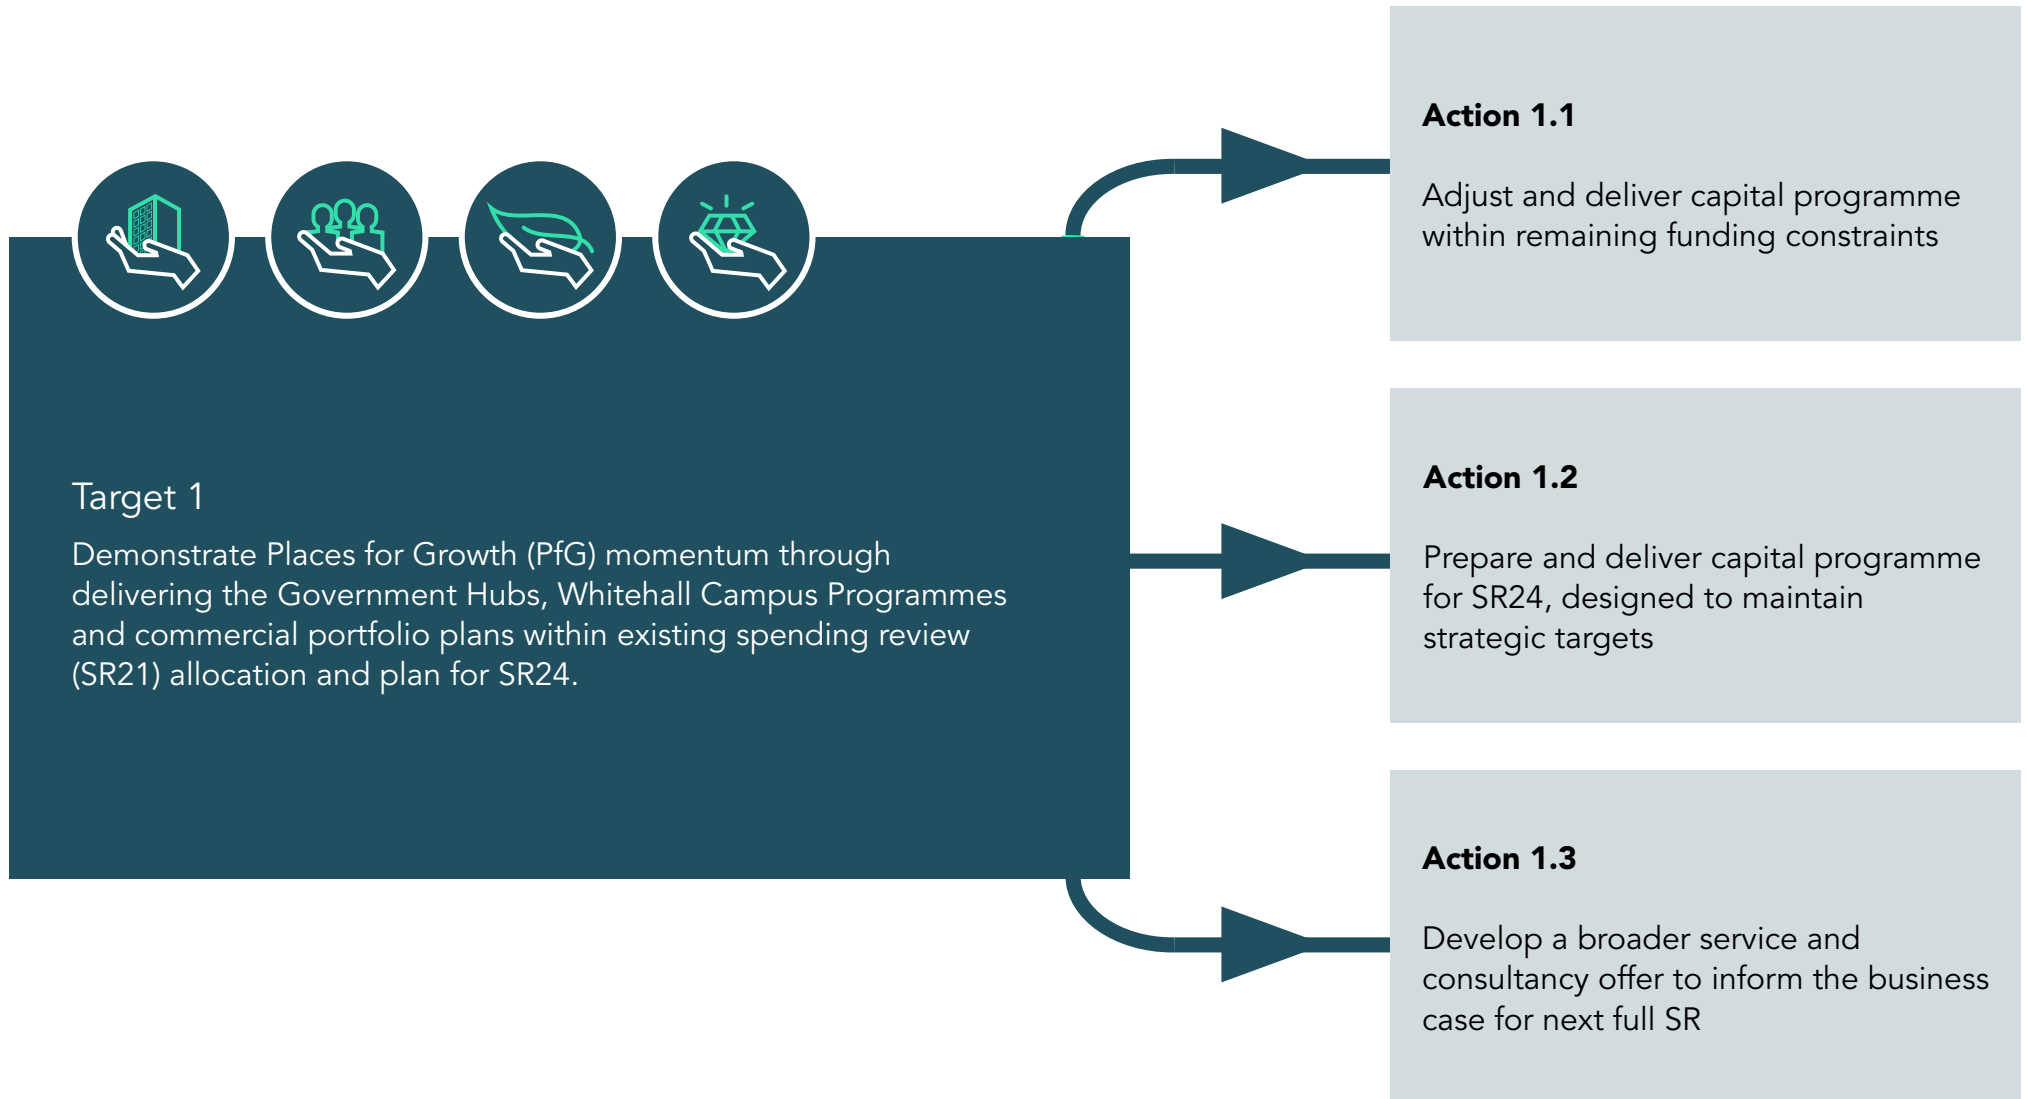 Target 1
Demonstrate Places for Growth (PfG) momentum through
delivering the Government Hubs, Whitehall Campus Programmes
and commercial portfolio plans within existing spending review
(SR21) allocation and plan for SR24.
Action 1.1
Adjust and deliver capital programme
within remaining funding constraints
Action 1.2
Prepare and deliver capital programme
for SR24, designed to maintain
strategic targets
Action 1.3
Develop a broader service and
consultancy offer to inform the business
case for next full SR